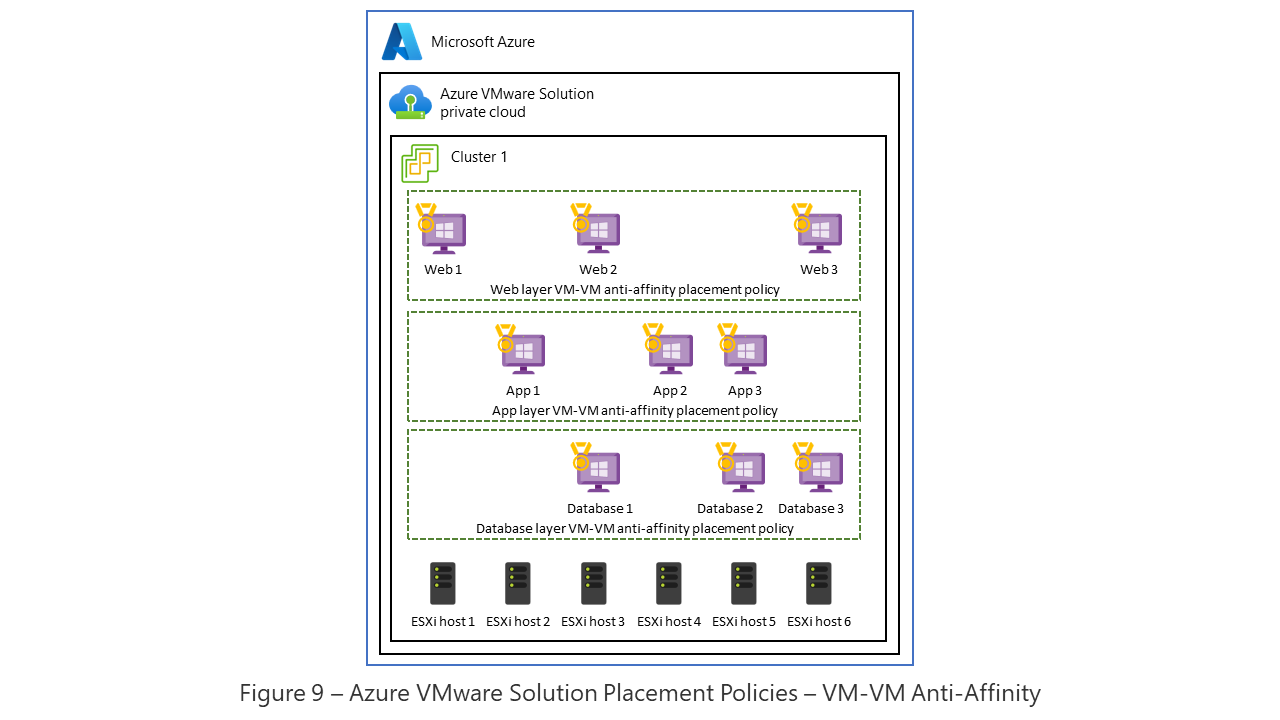 Microsoft Azure
Azure VMware Solution
private cloud
Cluster 1
Web 1
Web 2
Web 3
Web layer VM-VM anti-affinity placement policy
App 1
App 2
App 3
App layer VM-VM anti-affinity placement policy
Database 1
Database 2
Database 3
Database layer VM-VM anti-affinity placement policy
ESXi host 1
ESXi host 2
ESXi host 3
ESXi host 4
ESXi host 5
ESXi host 6
Figure 9 – Azure VMware Solution Placement Policies – VM-VM Anti-Affinity